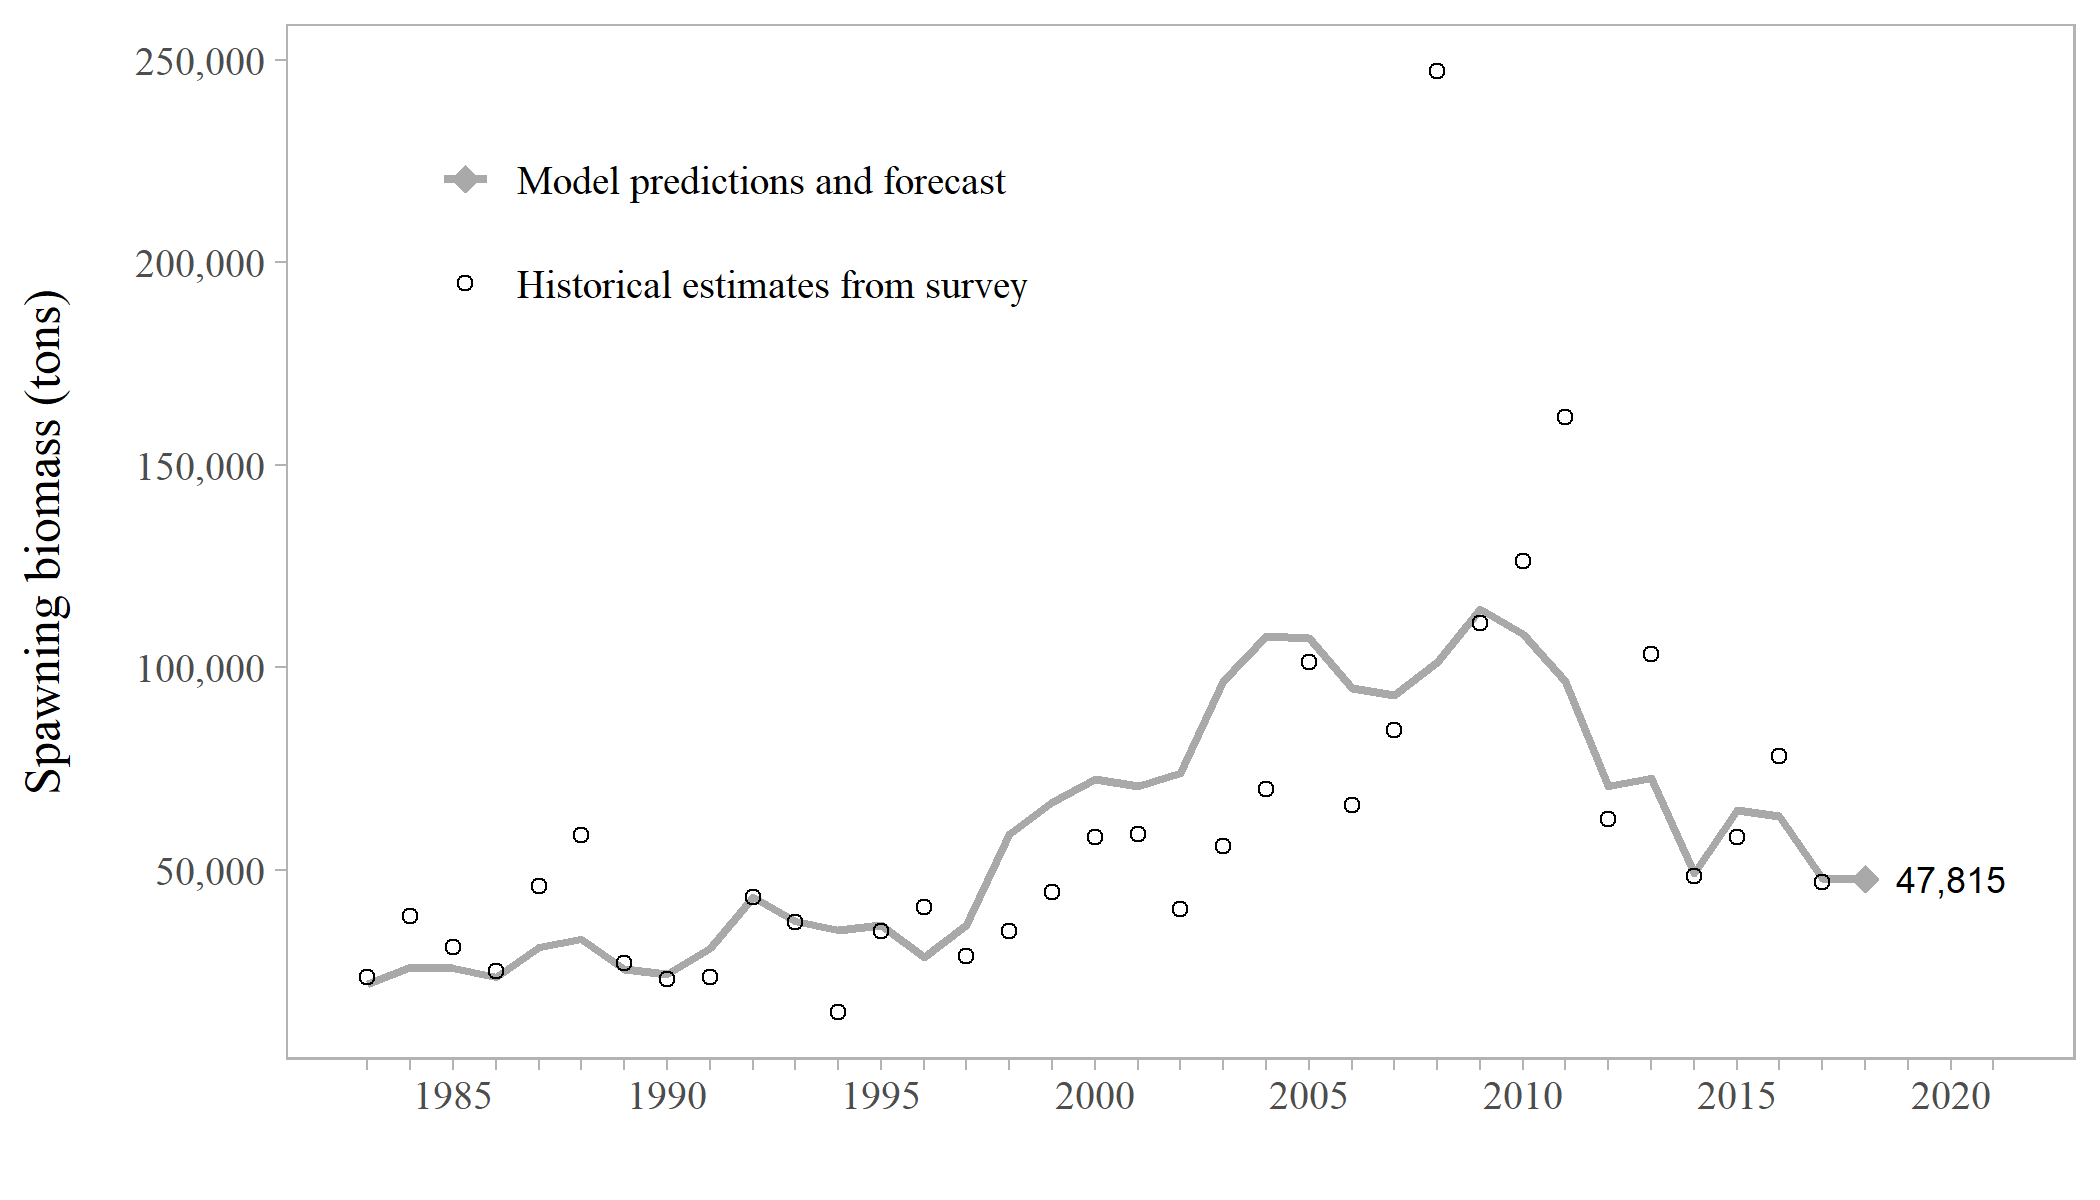 250,000
200,000
150,000
100,000
50,000
Spawning biomass (tons)
Model predictions and forecast
Historical estimates from survey
47,815
1985 1990 1995 2000 2005 2010 2015 2020